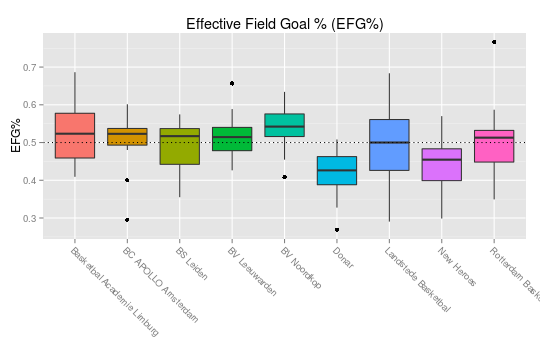 Effective Field Goal % (EFG%)
EFG%
0.7
0.6
0.5
0.4
0.3
Basketbal Academie Limburg
BC APOLLO Amsterdam
BS Leiden
BV Leeuwarden
BV Noordkop
Donar
Landstede Basketbal
New Heroes
Rotterdam Bask